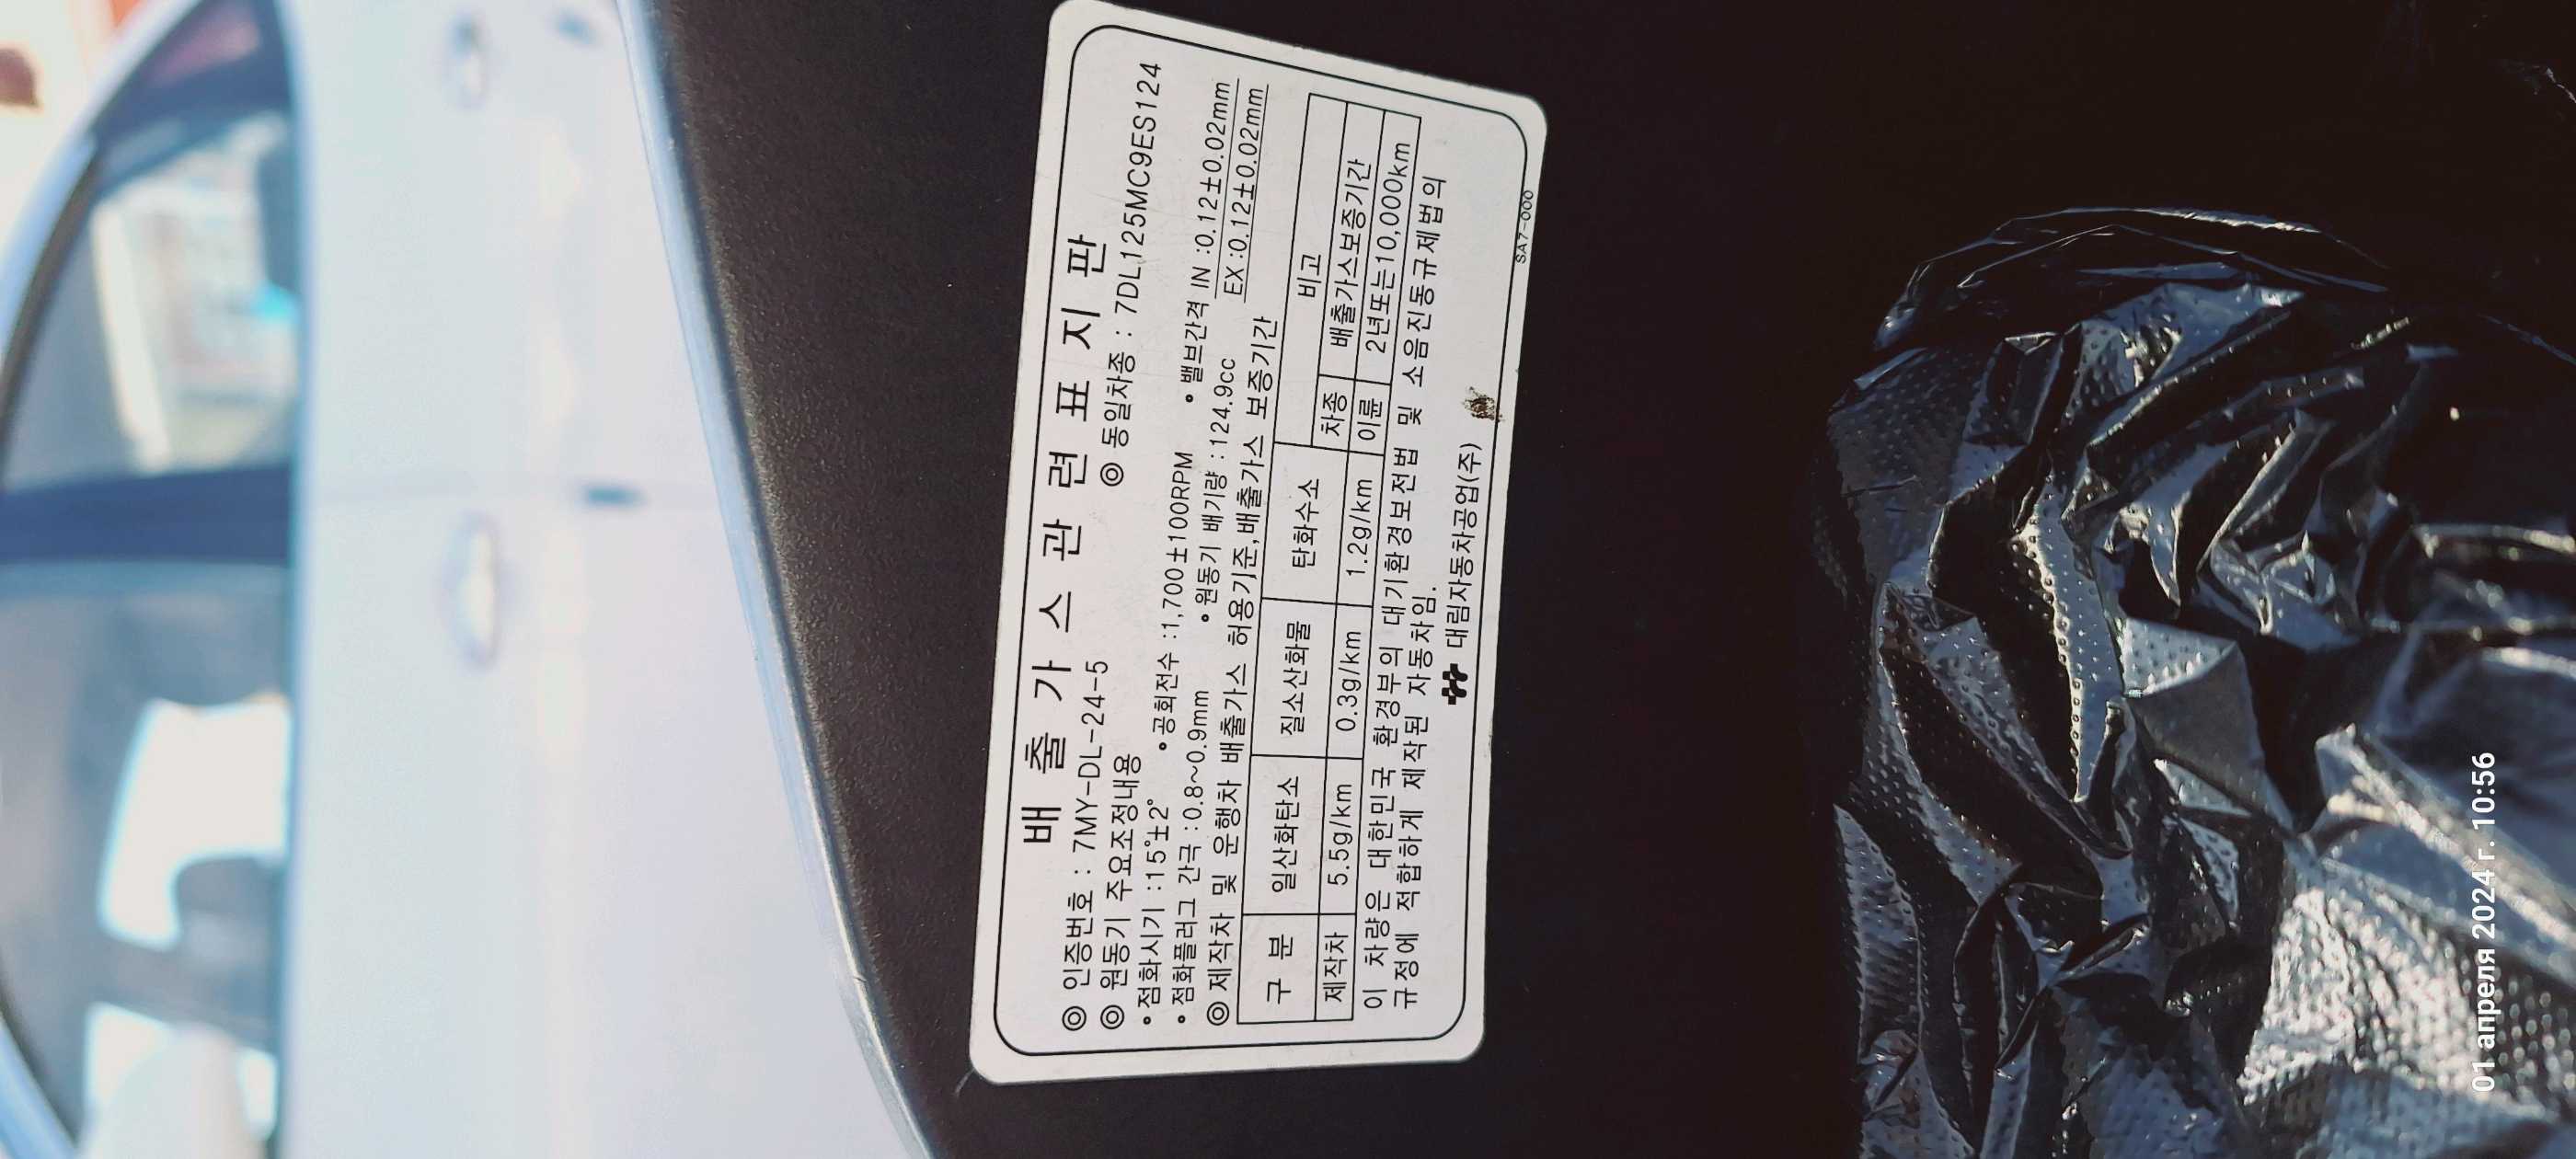 배출가스관련표지판
◎ 인증번호 : 7MY-DL-24-5 ◎ 동일차종 : 7DL125MC9ES124
◎ 원동기 주요조정내용
• 점화시기 :15°±2° • 공회전수 :1,700±100RPM • 밸브간격 IN :0.12±0.02mm
• 점화플러그 간극 :0.8~0.9mm • 원동기 배기량 :124.9cc EX :0.12±0.02mm
◎ 제작차 및 운행차 배출가스 허용기준,배출가스 보증기간
구 분 일산화탄소 질소산화물 탄화수소 비고
차종 배출가스보증기간
제작차 5.5g/km 0.3g/km 1.2g/km 이륜 2년또는10,000km
이 차량은 대한민국 환경부의 대기환경보전법 및 소음진동규제법의
규정에 적합하게 제작된 자동차임.
대림자동차공업(주)
SA7-000
01 апреля 2024 г. 10:56